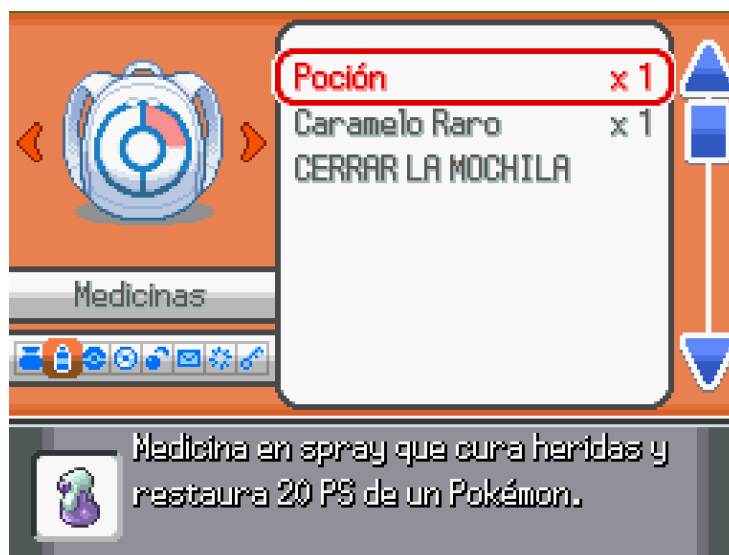 Poción x 1
Caramelo Raro x 1
CERRAR LA MOCHILA
Medicinas
Medicina en spray que cura heridas y
restaura 20 PS de un Pokémon.